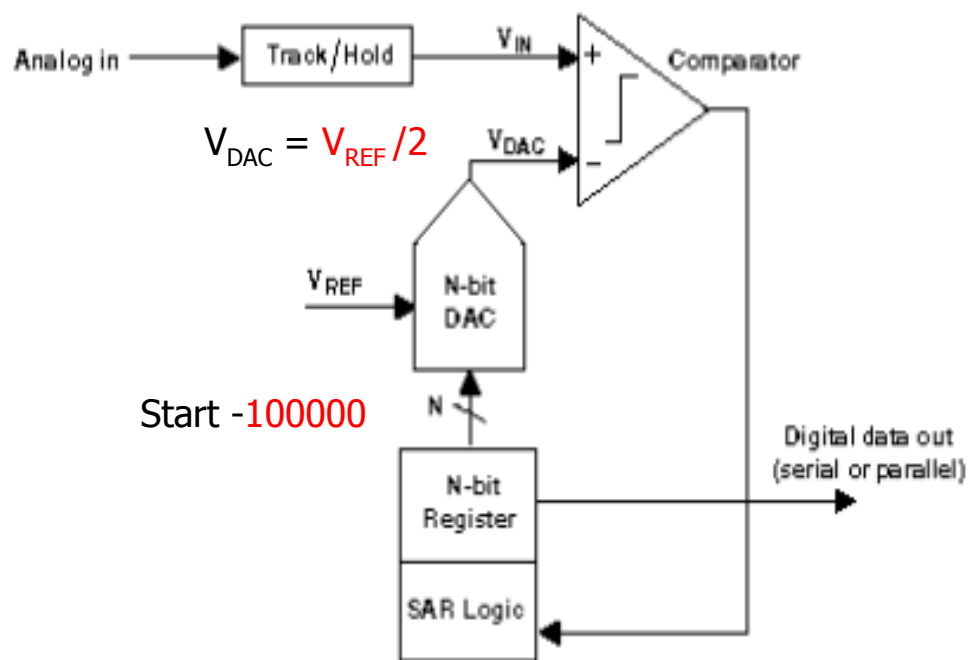 Analog in
Track/Hold
VIN
+
Comparator
VDAC = VREF/2
VDAC
-
VREF
N-bit
DAC
Start -100000
N
Digital data out
(serial or parallel)
N-bit
Register
SAR Logic